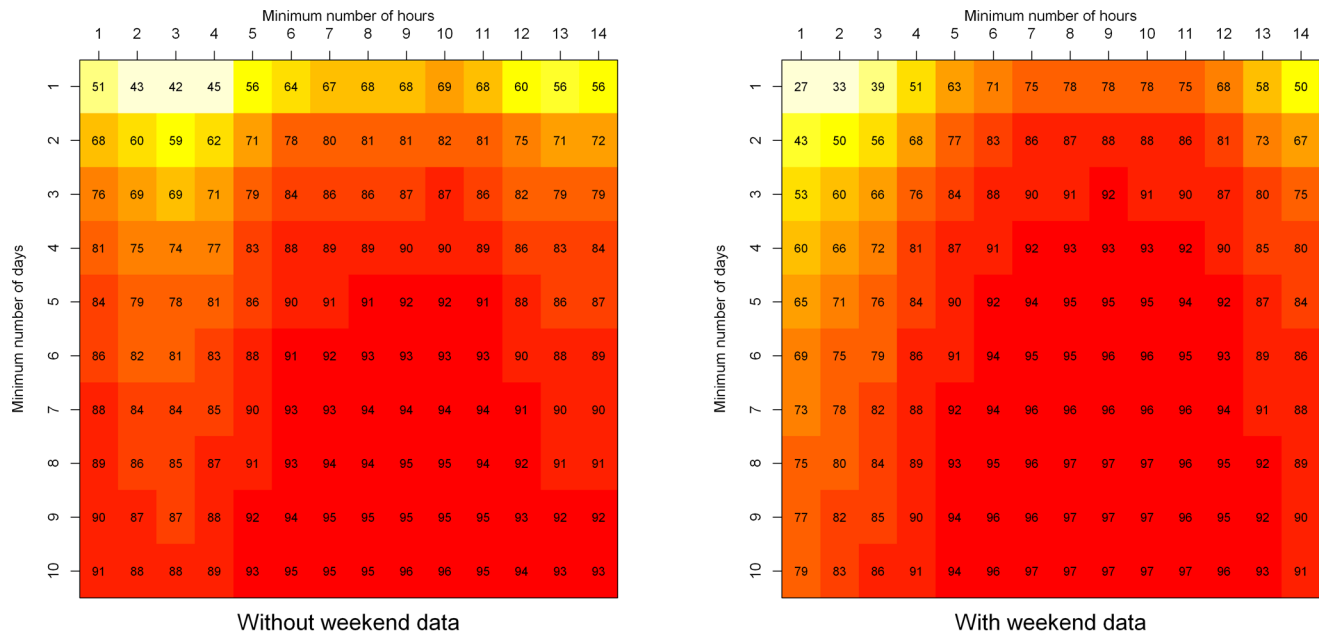 Minimum number of hours
1 2 3 4 5 6 7 8 9 10 11 12 13 14
Minimum number of days
1 51 43 42 45 56 64 67 68 68 69 68 60 56 56
2 68 60 59 62 71 78 80 81 81 82 81 75 71 72
3 76 69 69 71 79 84 86 86 87 87 86 82 79 79
4 81 75 74 77 83 88 89 89 90 90 89 86 83 84
5 84 79 78 81 86 90 91 91 92 92 91 88 86 87
6 86 82 81 83 88 91 92 93 93 93 93 90 88 89
7 88 84 84 85 90 93 93 94 94 94 94 91 90 90
8 89 86 85 87 91 93 94 94 95 95 94 92 91 91
9 90 87 87 88 92 94 95 95 95 95 95 93 92 92
10 91 88 88 89 93 95 95 95 96 96 95 94 93 93
Without weekend data
Minimum number of hours
1 2 3 4 5 6 7 8 9 10 11 12 13 14
Minimum number of days
1 27 33 39 51 63 71 75 78 78 78 75 68 58 50
2 43 50 56 68 77 83 86 87 88 88 86 81 73 67
3 53 60 66 76 84 88 90 91 92 91 90 87 80 75
4 60 66 72 81 87 91 92 93 93 93 92 90 85 80
5 65 71 76 84 90 92 94 95 95 95 94 92 87 84
6 69 75 79 86 91 94 95 95 96 96 95 93 89 86
7 73 78 82 88 92 94 96 96 96 96 96 94 91 88
8 75 80 84 89 93 95 96 97 97 97 96 95 92 89
9 77 82 85 90 94 96 96 97 97 97 96 95 92 90
10 79 83 86 91 94 96 97 97 97 97 97 96 93 91
With weekend data